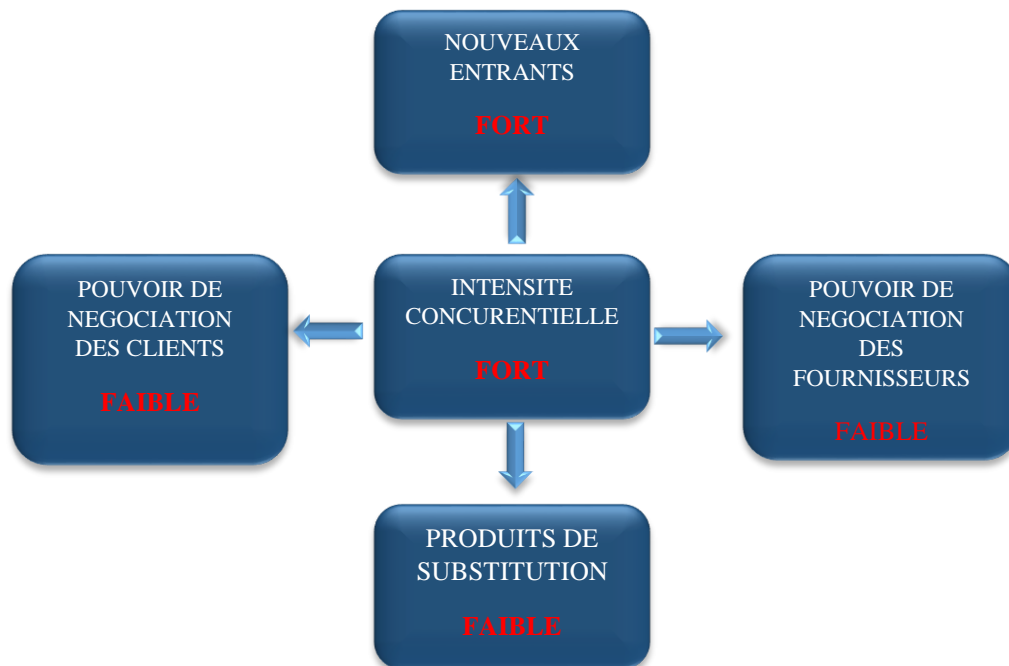 NOUVEAUX
ENTRANTS
FORT
POUVOIR DE
NEGOCIATION
DES CLIENTS
FAIBLE
INTENSITE
CONCURENTIELLE
FORT
POUVOIR DE
NEGOCIATION
DES
FOURNISSEURS
FAIBLE
PRODUITS DE
SUBSTITUTION
FAIBLE